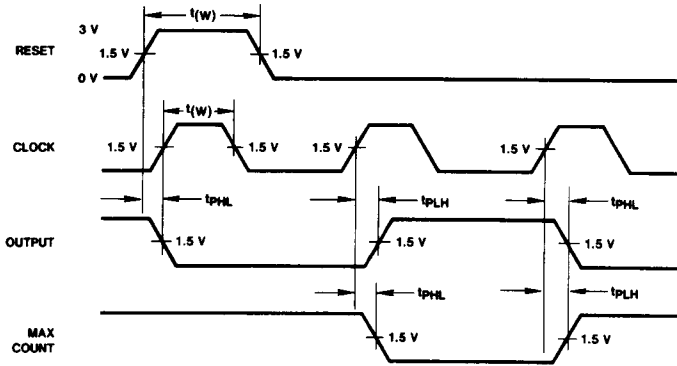 t(W)
3 V
RESET
1.5 V
1.5 V
0 V
t(W)
CLOCK
1.5 V
1.5 V
1.5 V
1.5 V
tPHL
tPLH
tPHL
OUTPUT
1.5 V
1.5 V
1.5 V
tPHL
tPLH
MAX
COUNT
1.5 V
1.5 V